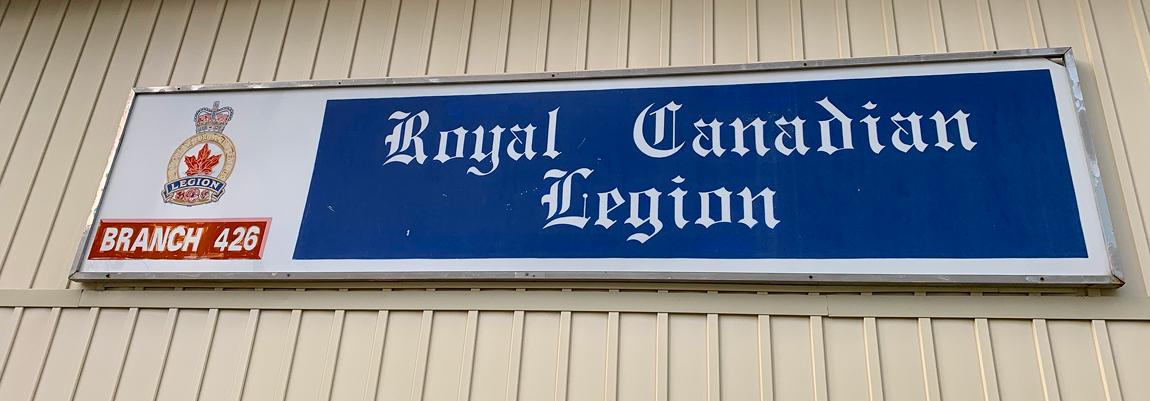 LEGION
BRANCH 426
Royal Canadian
Legion